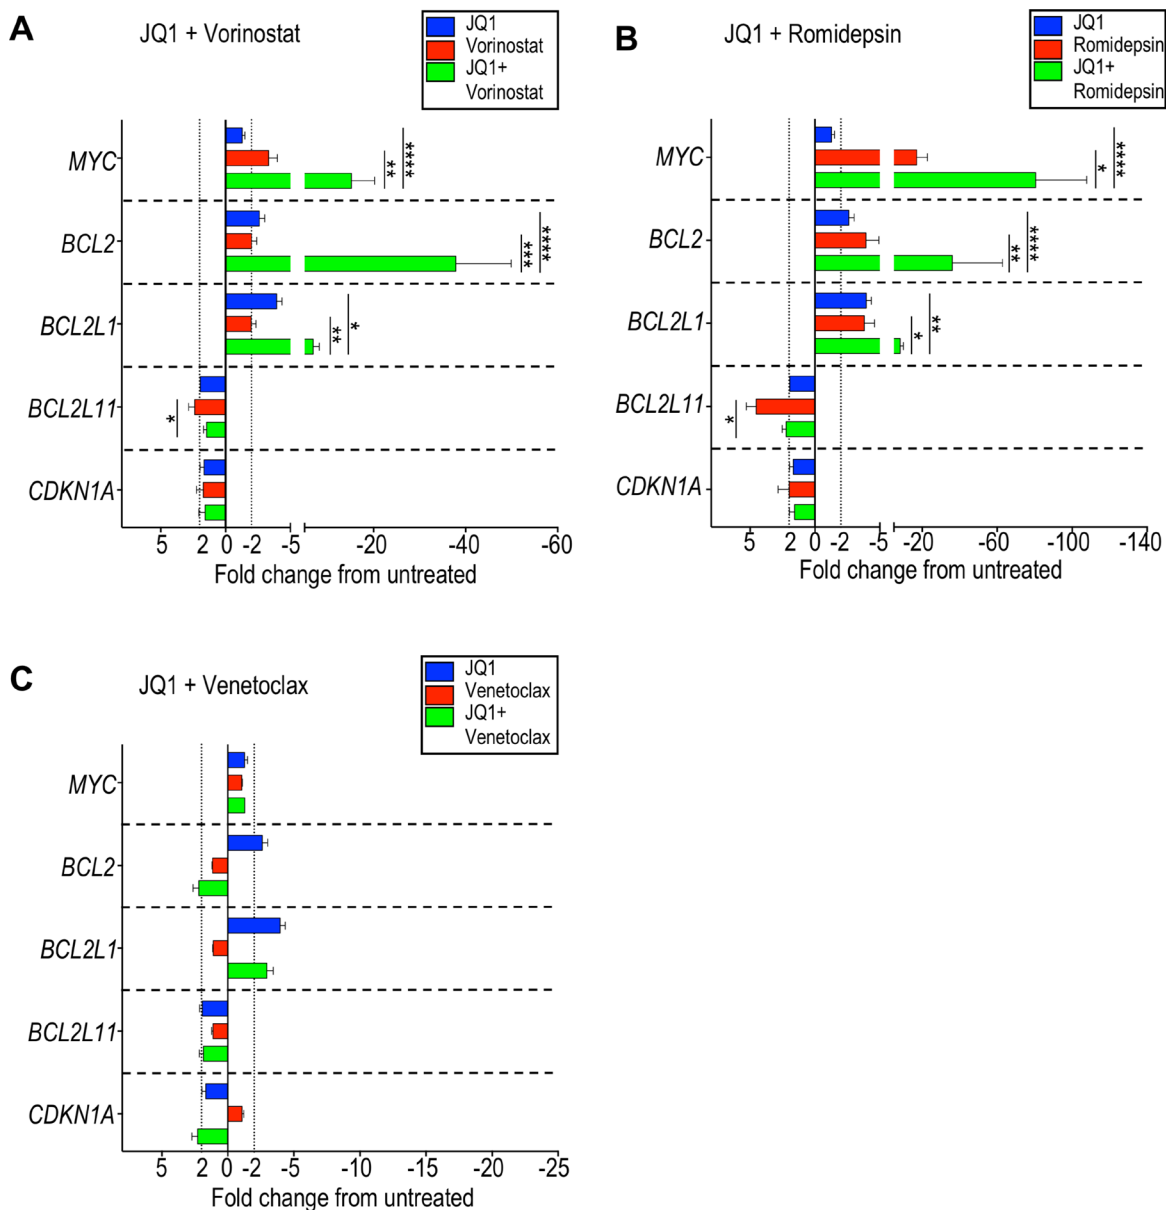 A
JQ1 + Vorinostat
JQ1
Vorinostat
JQ1+
Vorinostat
MYC
**
****
BCL2
***
****
BCL2L1
**
*
BCL2L11
*
CDKN1A
5 2 0 -2 -5 -20 -40 -60
Fold change from untreated
B
JQ1 + Romidepsin
JQ1
Romidepsin
JQ1+
Romidepsin
MYC
*
****
BCL2
**
****
BCL2L1
*
**
BCL2L11
*
CDKN1A
5 2 0 -2 -5 -20 -60 -100 -140
Fold change from untreated
C
JQ1 + Venetoclax
JQ1
Venetoclax
JQ1+
Venetoclax
MYC
BCL2
BCL2L1
BCL2L11
CDKN1A
5 2 0 -2 -5 -10 -15 -20 -25
Fold change from untreated